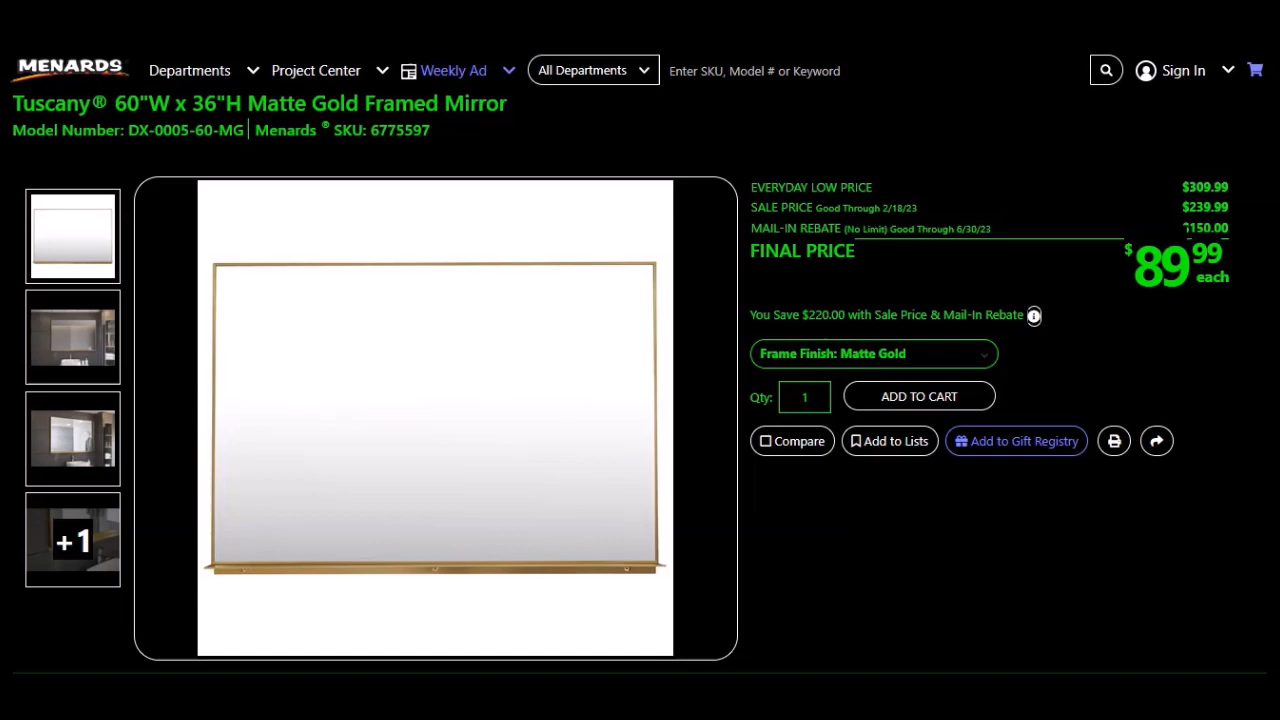 MENARDS
Departments Project Center Weekly Ad All Departments Enter SKU, Model # or Keyword Sign In
Tuscany® 60"W x 36"H Matte Gold Framed Mirror
Model Number: DX-0005-60-MG Menards ® SKU: 6775597
EVERYDAY LOW PRICE $309.99
SALE PRICE Good Through 2/18/23 $239.99
MAIL-IN REBATE (No Limit) Good Through 6/30/23 150.00
FINAL PRICE $89 99 each
You Save $220.00 with Sale Price & Mail-In Rebate
Frame Finish: Matte Gold
Qty: 1 ADD TO CART
Compare Add to Lists Add to Gift Registry
+1